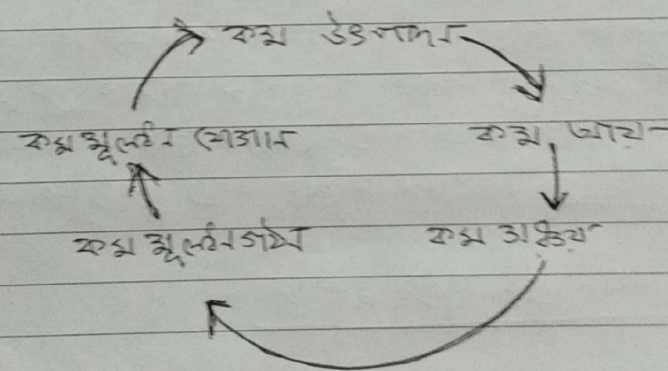 কম উৎপাদন
কম মূলধন যোগান কম আয়
কম মূলধন গঠন কম সঞ্চয়